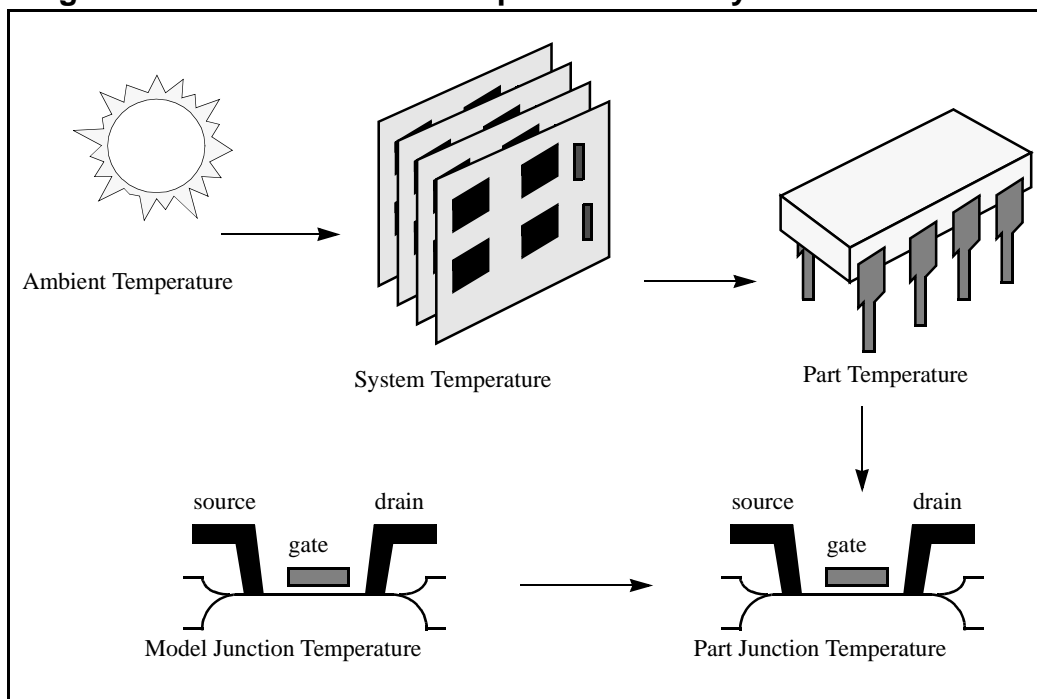 Ambient Temperature
System Temperature
Part Temperature
source
drain
gate
Model Junction Temperature
source
drain
gate
Part Junction Temperature